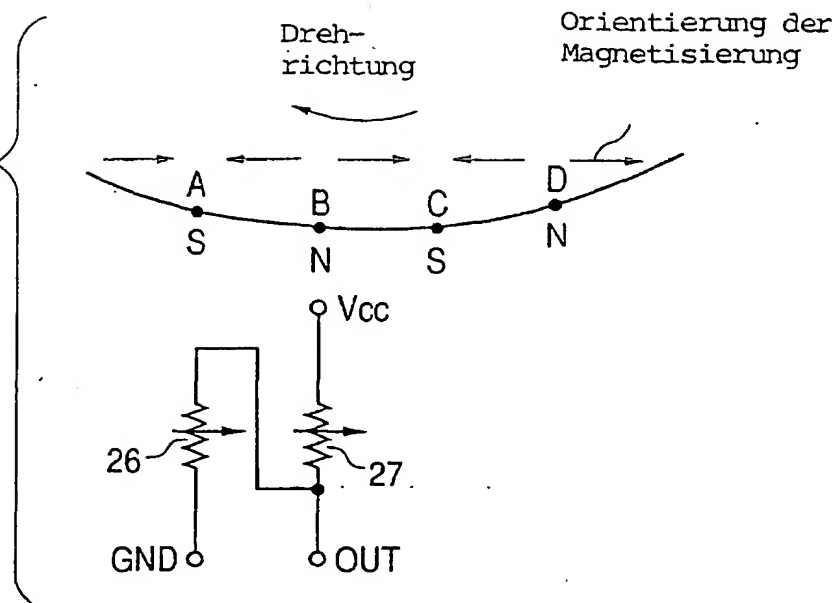 Dreh-
richtung
Orientierung der
Magnetisierung
A B C D
S N S N
Vcc
26 27
GND OUT